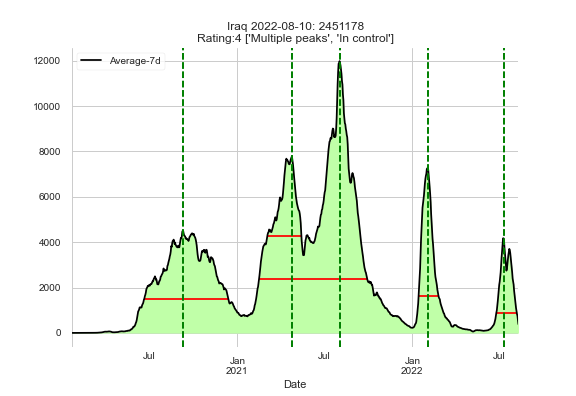 Iraq 2022-08-10: 2451178
Rating:4 ['Multiple peaks', 'In control']
Average-7d
12000
10000
8000
6000
4000
2000
0
Jul
Jan
2021
Jul
Jan
2022
Jul
Date